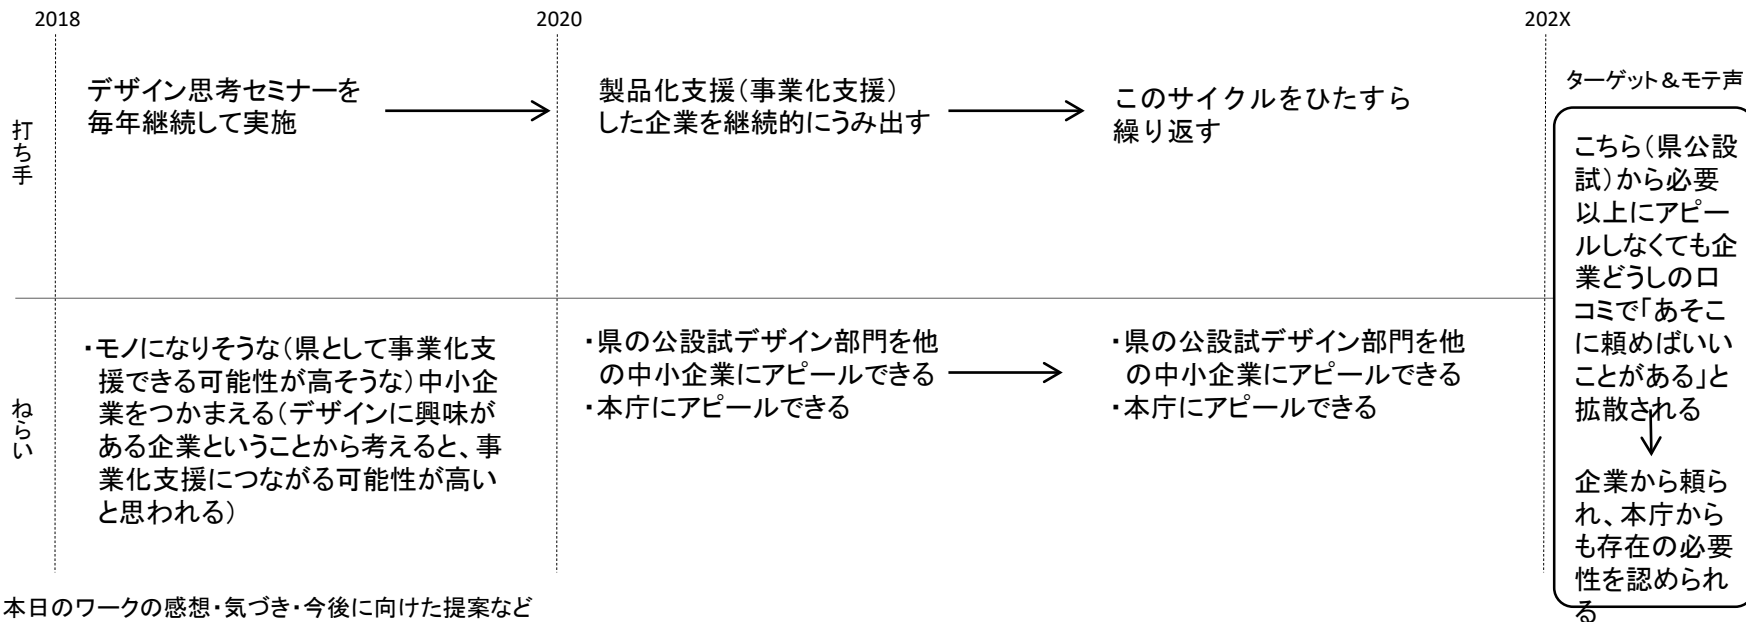 2018
2020
202X
打ち手
デザイン思考セミナーを
毎年継続して実施
製品化支援（事業化支援）
した企業を継続的にうみ出す
このサイクルをひたすら
繰り返す
ターゲット＆モテ声
こちら（県公設
試）から必要
以上にアピー
ルしなくても企
業どうしの口
コミで「あそこ
に頼めばいい
ことがある」と
拡散される
企業から頼ら
れ、本庁から
も存在の必要
性を認められ
る
ねらい
・モノになりそうな（県として事業化支
援できる可能性が高そうな）中小企
業をつかまえる（デザインに興味が
ある企業ということから考えると、事
業化支援につながる可能性が高い
と思われる）
・県の公設試デザイン部門を他
の中小企業にアピールできる
・本庁にアピールできる
・県の公設試デザイン部門を他
の中小企業にアピールできる
・本庁にアピールできる
本日のワークの感想・気づき・今後に向けた提案など